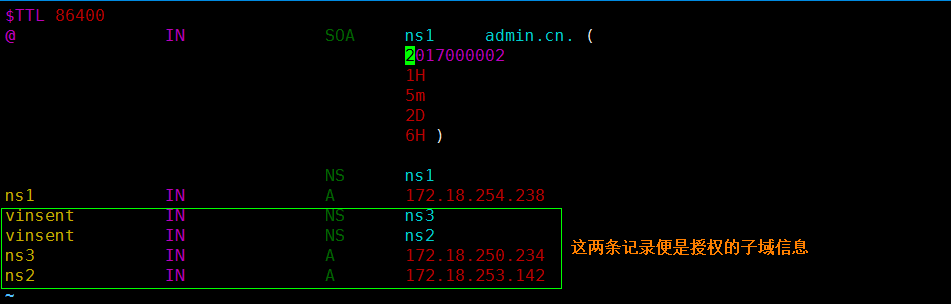 $TTL 86400
@ IN SOA ns1 admin.cn. (
2017000002
1H
5m
2D
6H )
NS ns1
ns1 IN A 172.18.254.238
vinsent IN NS ns3
vinsent IN NS ns2
ns3 IN A 172.18.250.234
ns2 IN A 172.18.253.142
这两条记录便是授权的子域信息
~